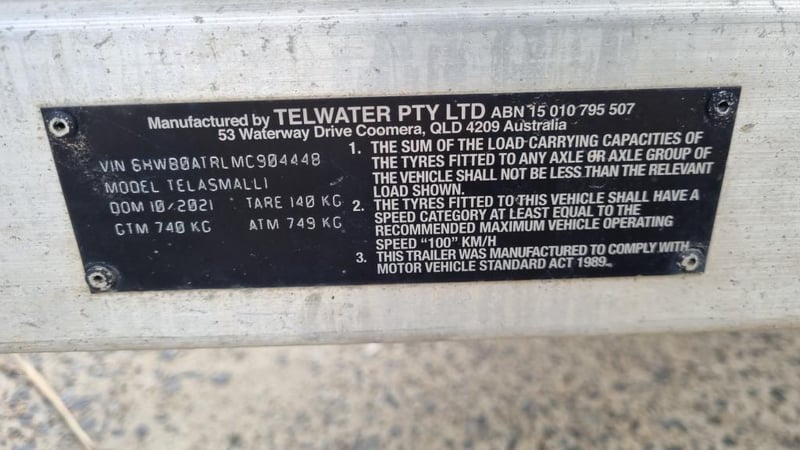 Manufactured by TELWATER PTY LTD ABN 15 010 795 507
53 Waterway Drive Coomera, QLD 4209 Australia
VIN 6HW80ATRLMC904448
MODEL TELASMALL1
DOM 10/2021 TARE 140 KG
GTM 740 KG ATM 749 KG
1. THE SUM OF THE LOAD CARRYING CAPACITIES OF
THE TYRES FITTED TO ANY AXLE OR AXLE GROUP OF
THE VEHICLE SHALL NOT BE LESS THAN THE RELEVANT
LOAD SHOWN.
2. THE TYRES FITTED TO THIS VEHICLE SHALL HAVE A
SPEED CATEGORY AT LEAST EQUAL TO THE
RECOMMENDED MAXIMUM VEHICLE OPERATING
SPEED "100" KM/H
3. THIS TRAILER WAS MANUFACTURED TO COMPLY WITH
MOTOR VEHICLE STANDARD ACT 1989.